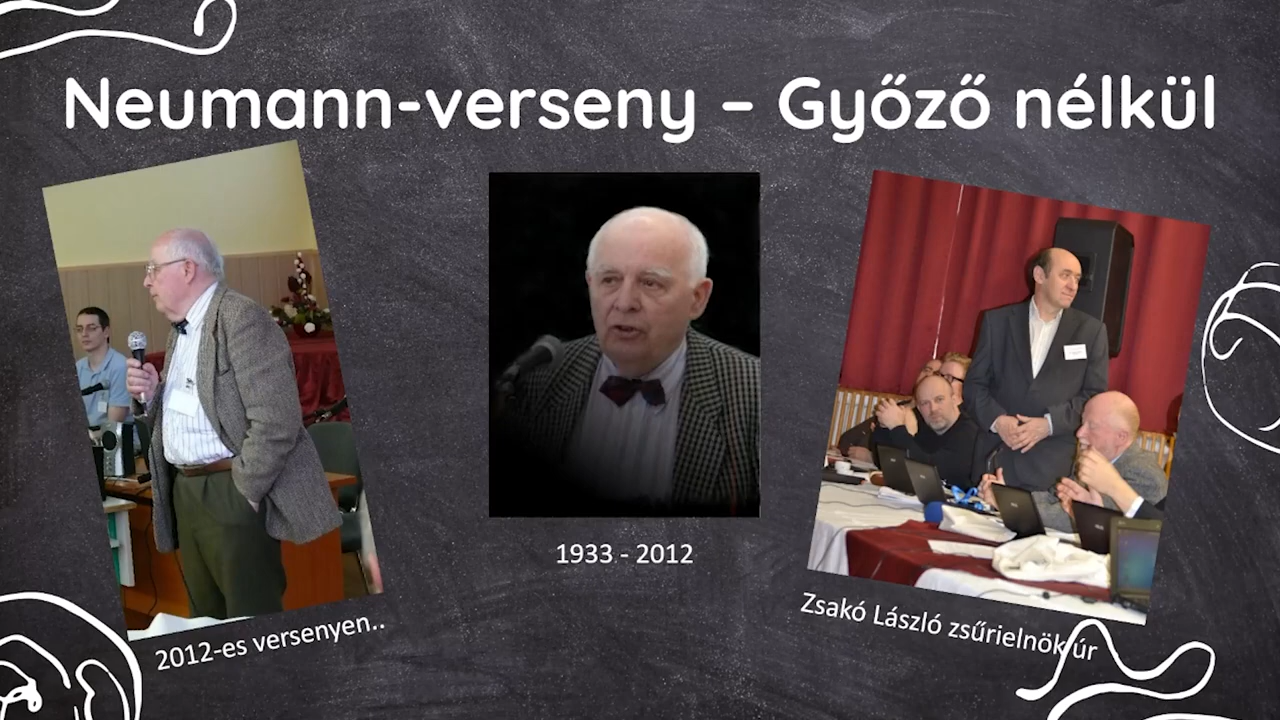 Neumann-verseny – Győző nélkül
1933 - 2012
2012-es versenyen..
Zsakó László zsűrielnök úr